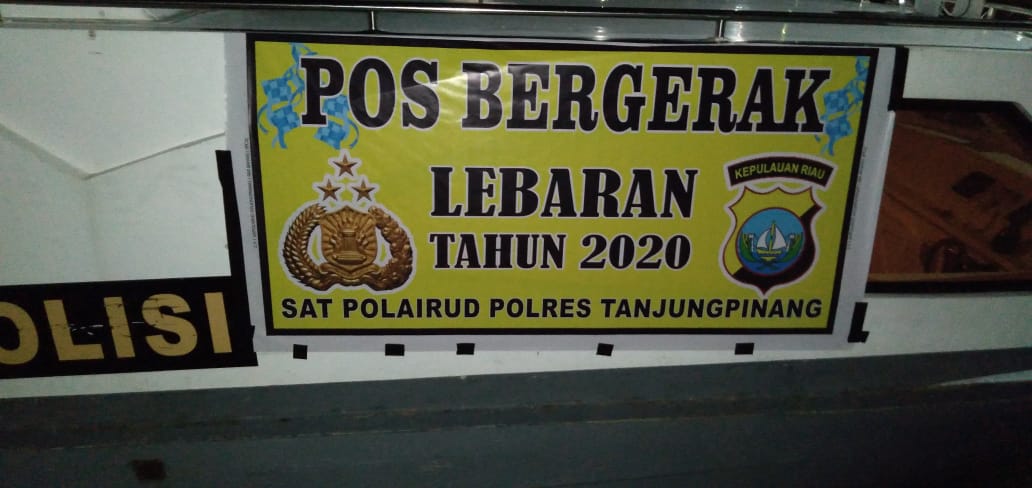 POS BERGERAK
LEBARAN
TAHUN 2020
KEPULAUAN RIAU
SAT POLAIRUD POLRES TANJUNGPINANG
OLISI